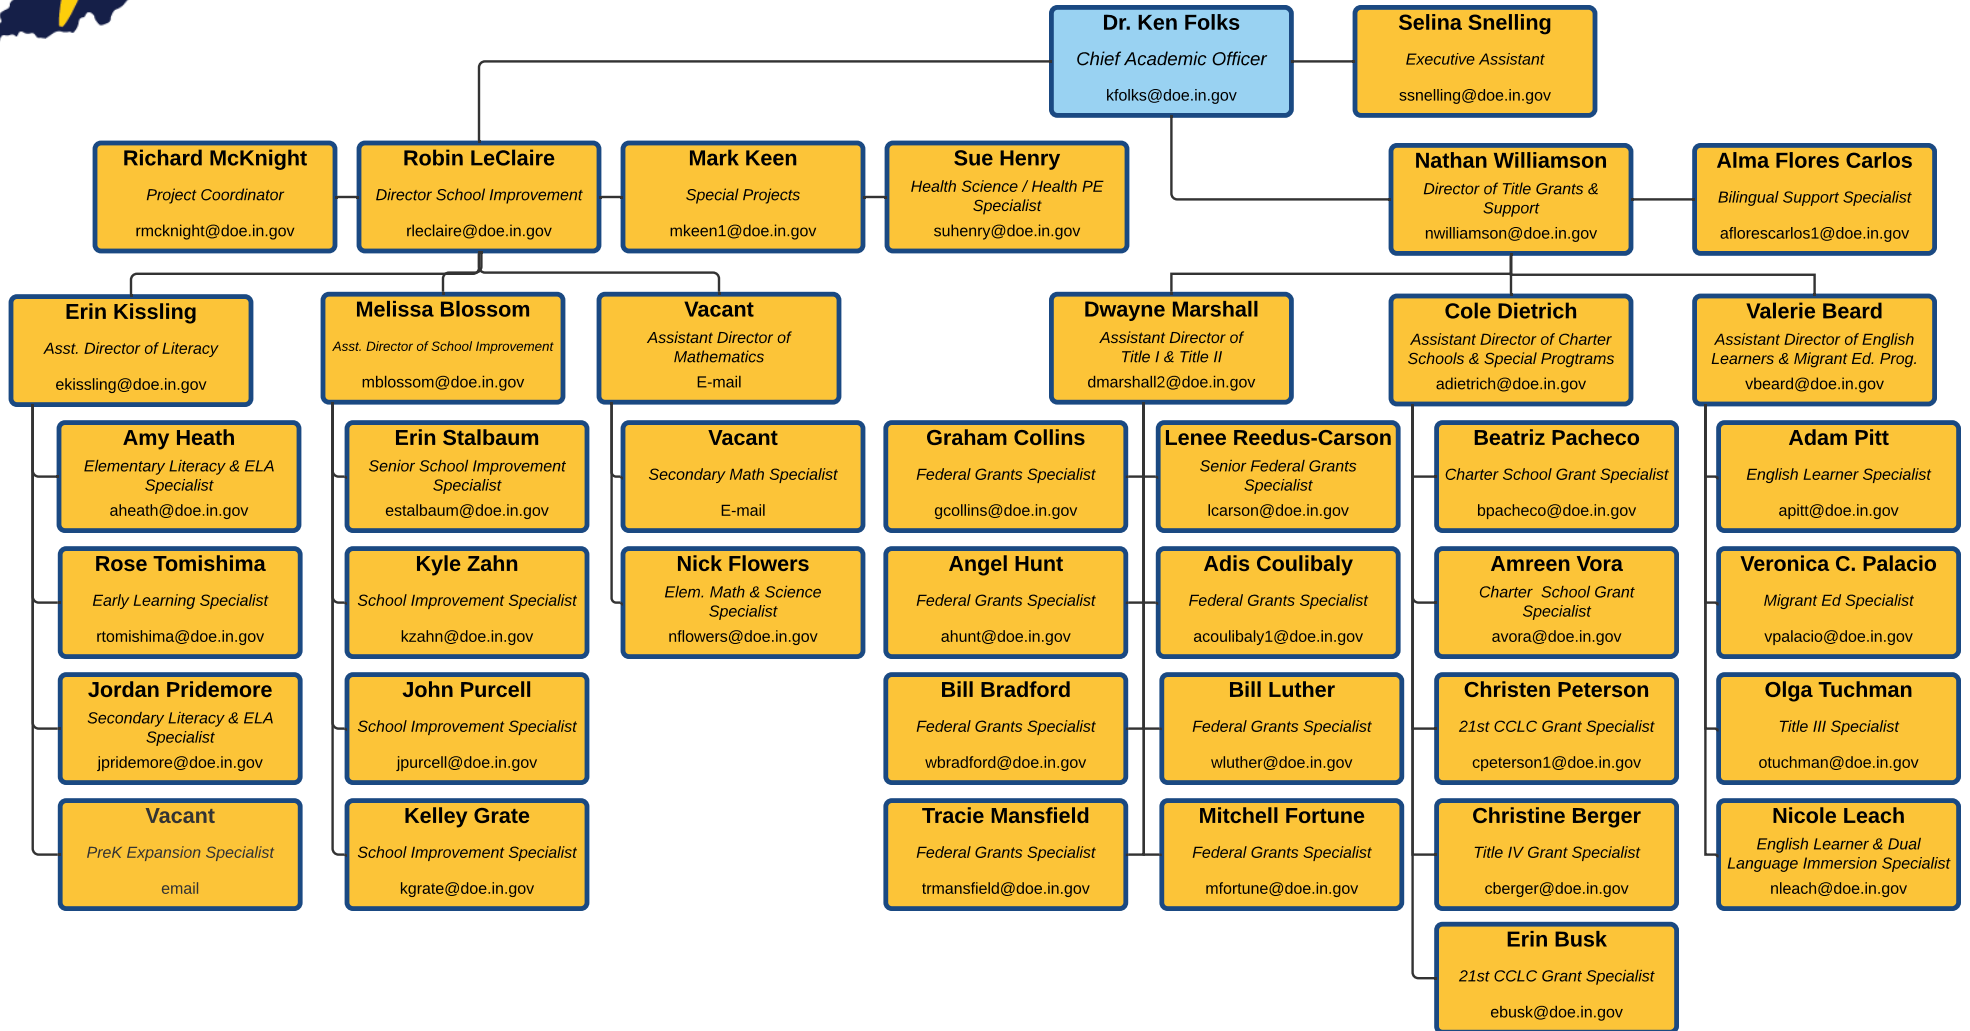 Dr. Ken Folks
Chief Academic Officer
kfolks@doe.in.gov
Selina Snelling
Executive Assistant
ssnelling@doe.in.gov
Richard McKnight
Project Coordinator
rmcknight@doe.in.gov
Robin LeClaire
Director School Improvement
rleclaire@doe.in.gov
Mark Keen
Special Projects
mkeen1@doe.in.gov
Sue Henry
Health Science / Health PE
Specialist
suhenry@doe.in.gov
Nathan Williamson
Director of Title Grants &
Support
nwilliamson@doe.in.gov
Alma Flores Carlos
Bilingual Support Specialist
aflorescarlos1@doe.in.gov
Erin Kissling
Asst. Director of Literacy
ekissling@doe.in.gov
Melissa Blossom
Asst. Director of School Improvement
mblossom@doe.in.gov
Vacant
Assistant Director of
Mathematics
E-mail
Dwayne Marshall
Assistant Director of
Title I & Title II
dmarshall2@doe.in.gov
Cole Dietrich
Assistant Director of Charter
Schools & Special Progtrams
adietrich@doe.in.gov
Valerie Beard
Assistant Director of English
Learners & Migrant Ed. Prog.
vbeard@doe.in.gov
Amy Heath
Elementary Literacy & ELA
Specialist
aheath@doe.in.gov
Erin Stalbaum
Senior School Improvement
Specialist
estalbaum@doe.in.gov
Vacant
Secondary Math Specialist
E-mail
Graham Collins
Federal Grants Specialist
gcollins@doe.in.gov
Lenee Reedus-Carson
Senior Federal Grants
Specialist
lcarson@doe.in.gov
Beatriz Pacheco
Charter School Grant Specialist
bpacheco@doe.in.gov
Adam Pitt
English Learner Specialist
apitt@doe.in.gov
Rose Tomishima
Early Learning Specialist
rtomishima@doe.in.gov
Kyle Zahn
School Improvement Specialist
kzahn@doe.in.gov
Nick Flowers
Elem. Math & Science
Specialist
nflowers@doe.in.gov
Angel Hunt
Federal Grants Specialist
ahunt@doe.in.gov
Adis Coulibaly
Federal Grants Specialist
acoulibaly1@doe.in.gov
Amreen Vora
Charter School Grant
Specialist
avora@doe.in.gov
Veronica C. Palacio
Migrant Ed Specialist
vpalacio@doe.in.gov
Jordan Pridemore
Secondary Literacy & ELA
Specialist
jpridemore@doe.in.gov
John Purcell
School Improvement Specialist
jpurcell@doe.in.gov
Bill Bradford
Federal Grants Specialist
wbradford@doe.in.gov
Bill Luther
Federal Grants Specialist
wluther@doe.in.gov
Christen Peterson
21st CCLC Grant Specialist
cpeterson1@doe.in.gov
Olga Tuchman
Title III Specialist
otuchman@doe.in.gov
Vacant
PreK Expansion Specialist
email
Kelley Grate
School Improvement Specialist
kgrate@doe.in.gov
Tracie Mansfield
Federal Grants Specialist
trmansfield@doe.in.gov
Mitchell Fortune
Federal Grants Specialist
mfortune@doe.in.gov
Christine Berger
Title IV Grant Specialist
cberger@doe.in.gov
Nicole Leach
English Learner & Dual
Language Immersion Specialist
nleach@doe.in.gov
Erin Busk
21st CCLC Grant Specialist
ebusk@doe.in.gov